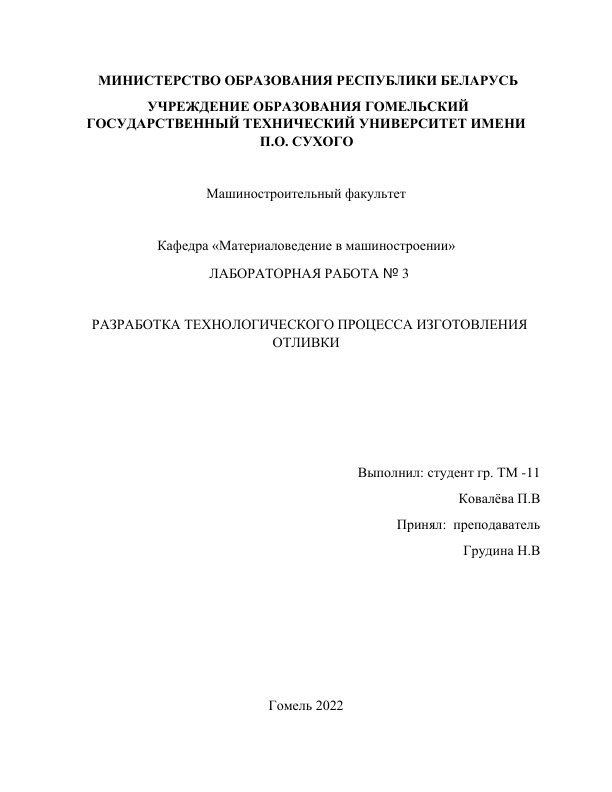 МИНИСТЕРСТВО ОБРАЗОВАНИЯ РЕСПУБЛИКИ БЕЛАРУСЬ
УЧРЕЖДЕНИЕ ОБРАЗОВАНИЯ ГОМЕЛЬСКИЙ
ГОСУДАРСТВЕННЫЙ ТЕХНИЧЕСКИЙ УНИВЕРСИТЕТ ИМЕНИ
П.О. СУХОГО
Машиностроительный факультет
Кафедра «Материаловедение в машиностроении»
ЛАБОРАТОРНАЯ РАБОТА № 3
РАЗРАБОТКА ТЕХНОЛОГИЧЕСКОГО ПРОЦЕССА ИЗГОТОВЛЕНИЯ
ОТЛИВКИ
Выполнил: студент гр. ТМ -11
Ковалёва П.В
Принял:  преподаватель
Грудина Н.В
Гомель 2022